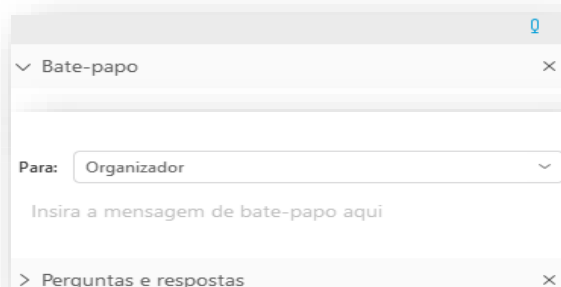 Bate-papo
Para: Organizador
Insira a mensagem de bate-papo aqui
Perguntas e respostas